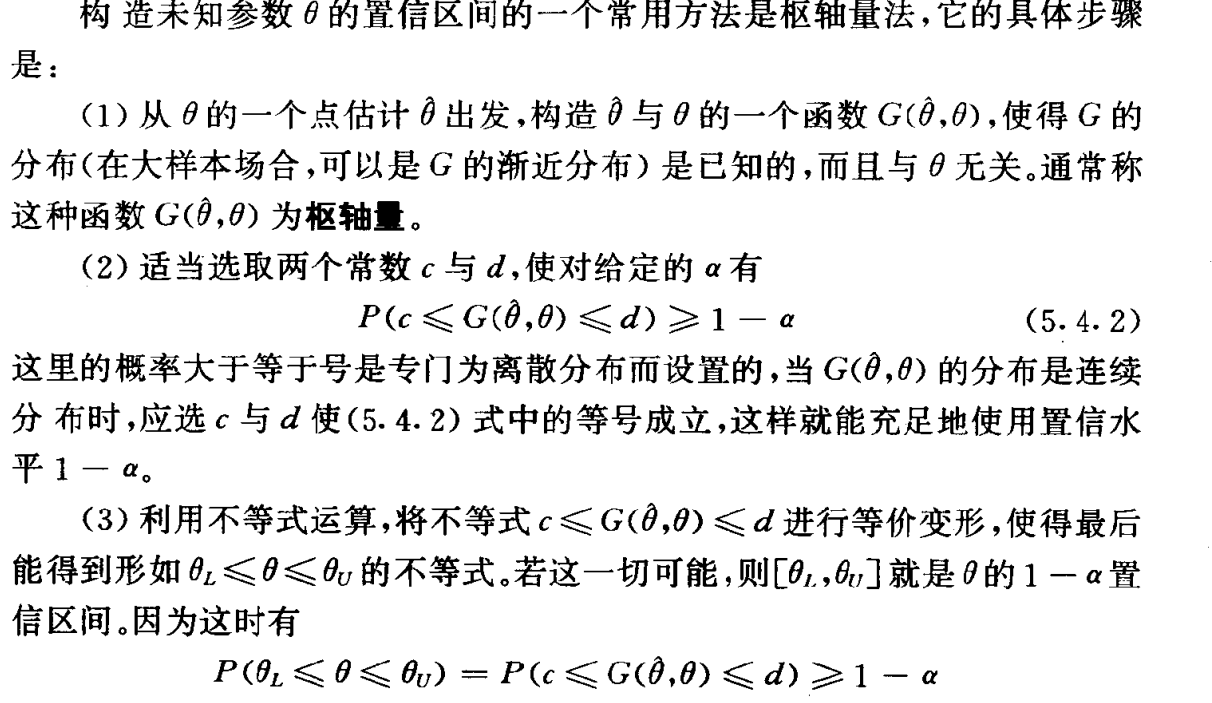 构 造未知参数 θ 的置信区间的一个常用方法是枢轴量法,它的具体步骤
是:
(1) 从 θ 的一个点估计 θ̂ 出发,构造 θ̂ 与 θ 的一个函数 G(θ̂,θ),使得 G 的
分布(在大样本场合,可以是 G 的渐近分布) 是已知的,而且与 θ 无关。通常称
这种函数 G(θ̂,θ) 为枢轴量。
(2) 适当选取两个常数 c 与 d,使对给定的 α 有
P(c ⩽ G(θ̂,θ) ⩽ d) ⩾ 1 − α (5.4.2)
这里的概率大于等于号是专门为离散分布而设置的,当 G(θ̂,θ) 的分布是连续
分 布时,应选 c 与 d 使(5.4.2) 式中的等号成立,这样就能充足地使用置信水
平 1 − α。
(3) 利用不等式运算,将不等式 c ⩽ G(θ̂,θ) ⩽ d 进行等价变形,使得最后
能得到形如 θ_L ⩽ θ ⩽ θ_U 的不等式。若这一切可能,则[θ_L,θ_U] 就是 θ 的 1 − α 置
信区间。因为这时有
P(θ_L ⩽ θ ⩽ θ_U) = P(c ⩽ G(θ̂,θ) ⩽ d) ⩾ 1 − α